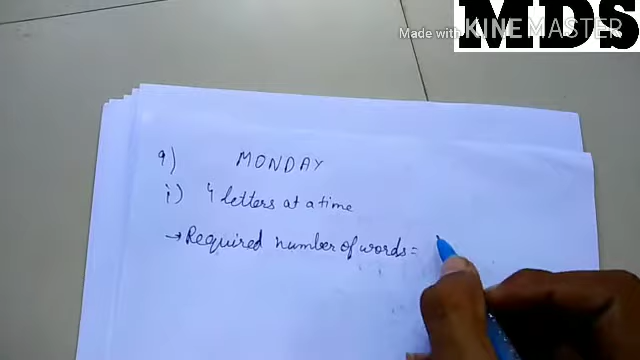 MDS
Made with KINEMASTER
9) MONDAY
i) 4 letters at a time
→ Required number of words =